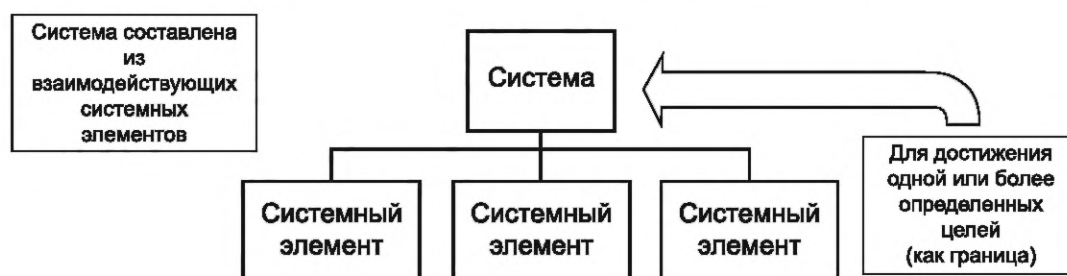 Система составлена
из
взаимодействующих
системных
элементов
Система
Для достижения
одной или более
определенных
целей
(как граница)
Системный
элемент
Системный
элемент
Системный
элемент